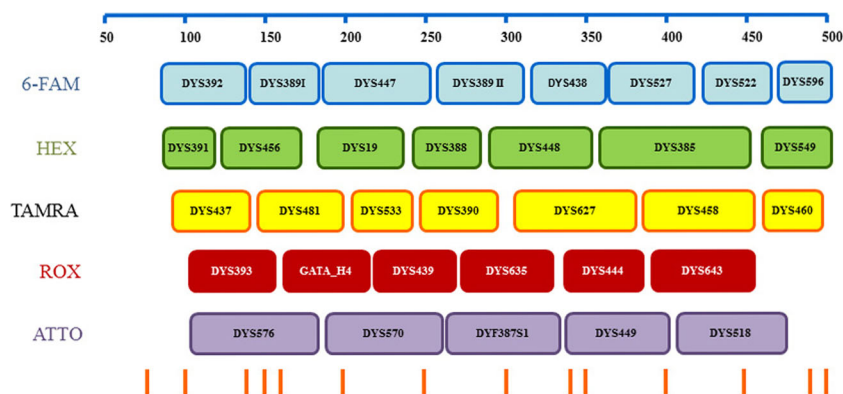 50 100 150 200 250 300 350 400 450 500
6-FAM DYS392 DYS389I DYS447 DYS389 II DYS438 DYS527 DYS522 DYS596
HEX DYS391 DYS456 DYS19 DYS388 DYS448 DYS385 DYS549
TAMRA DYS437 DYS481 DYS533 DYS390 DYS627 DYS458 DYS460
ROX DYS393 GATA_H4 DYS439 DYS635 DYS444 DYS643
ATTO DYS576 DYS570 DYF387S1 DYS449 DYS518